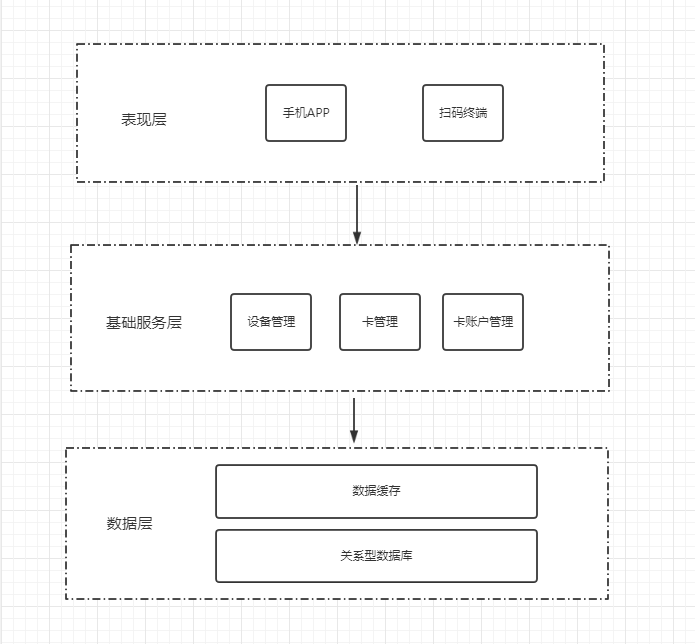 表现层
手机APP
扫码终端
基础服务层
设备管理
卡管理
卡账户管理
数据层
数据缓存
关系型数据库